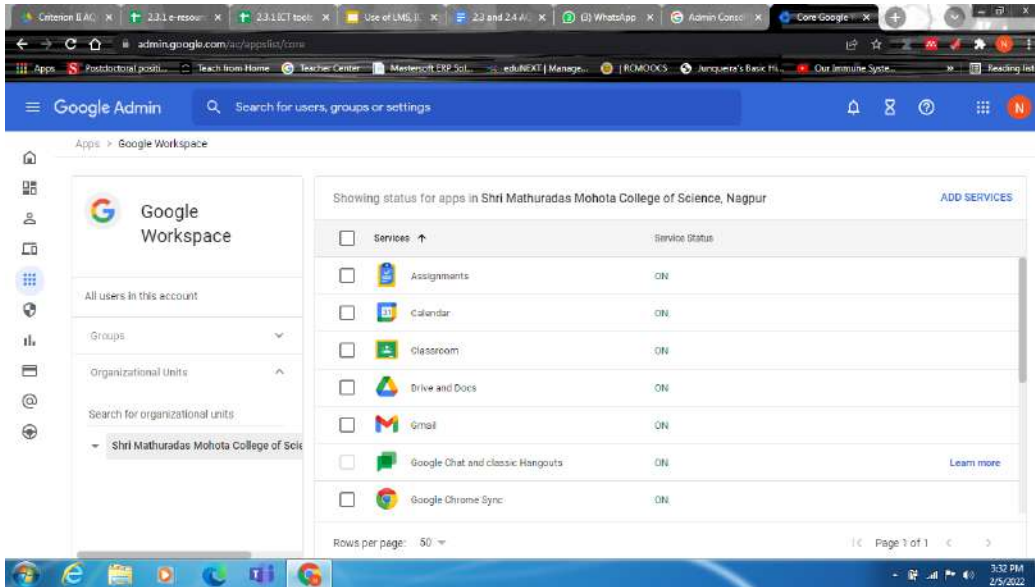 Criterion II AQ
2.3.1 e-resour
2.3.1 ICT tools
Use of LMS, IC
2.3 and 2.4 A
(3) WhatsApp
Admin Consol
Core Google
admin.google.com/ac/appslist/core
Apps
Postdoctoral positi...
Teach from Home
Teacher Center
Mastersoft ERP Sol...
eduNEXT | Manage...
Junqueira's Basic Hi...
Our Immune Syste...
Reading list
Google Admin
Search for users, groups or settings
N
Apps > Google Workspace
Google Workspace
All users in this account
Groups
Organizational Units
Search for organizational units
Shri Mathuradas Mohota College of Scie
Showing status for apps in Shri Mathuradas Mohota College of Science, Nagpur
ADD SERVICES
Services ↑ Service Status
Assignments ON
Calendar ON
Classroom ON
Drive and Docs ON
Gmail ON
Google Chat and classic Hangouts ON Learn more
Google Chrome Sync ON
Rows per page: 50
Page 1 of 1
3:32 PM
2/5/2022